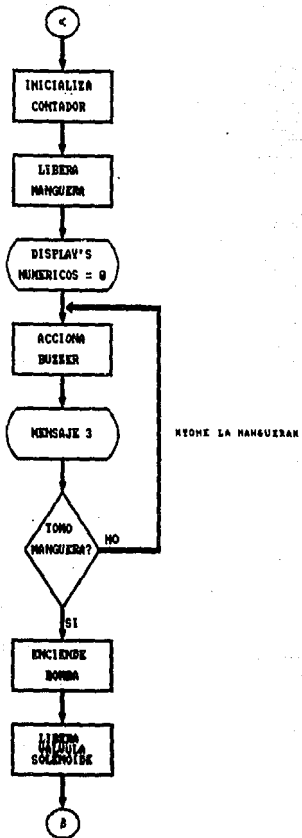 INICIALIZA
CONTADOR
LIBERA
MANGUERA
DISPLAY'S
NUMERICOS = 0
ACCIONA
BUZZER
MENSAJE 3
"TOME LA MANGUERA"
TOMO
MANGUERA?
NO
SI
ENCIENDE
BOMBA
LIBERA
VALVULA
SOLENOIDE